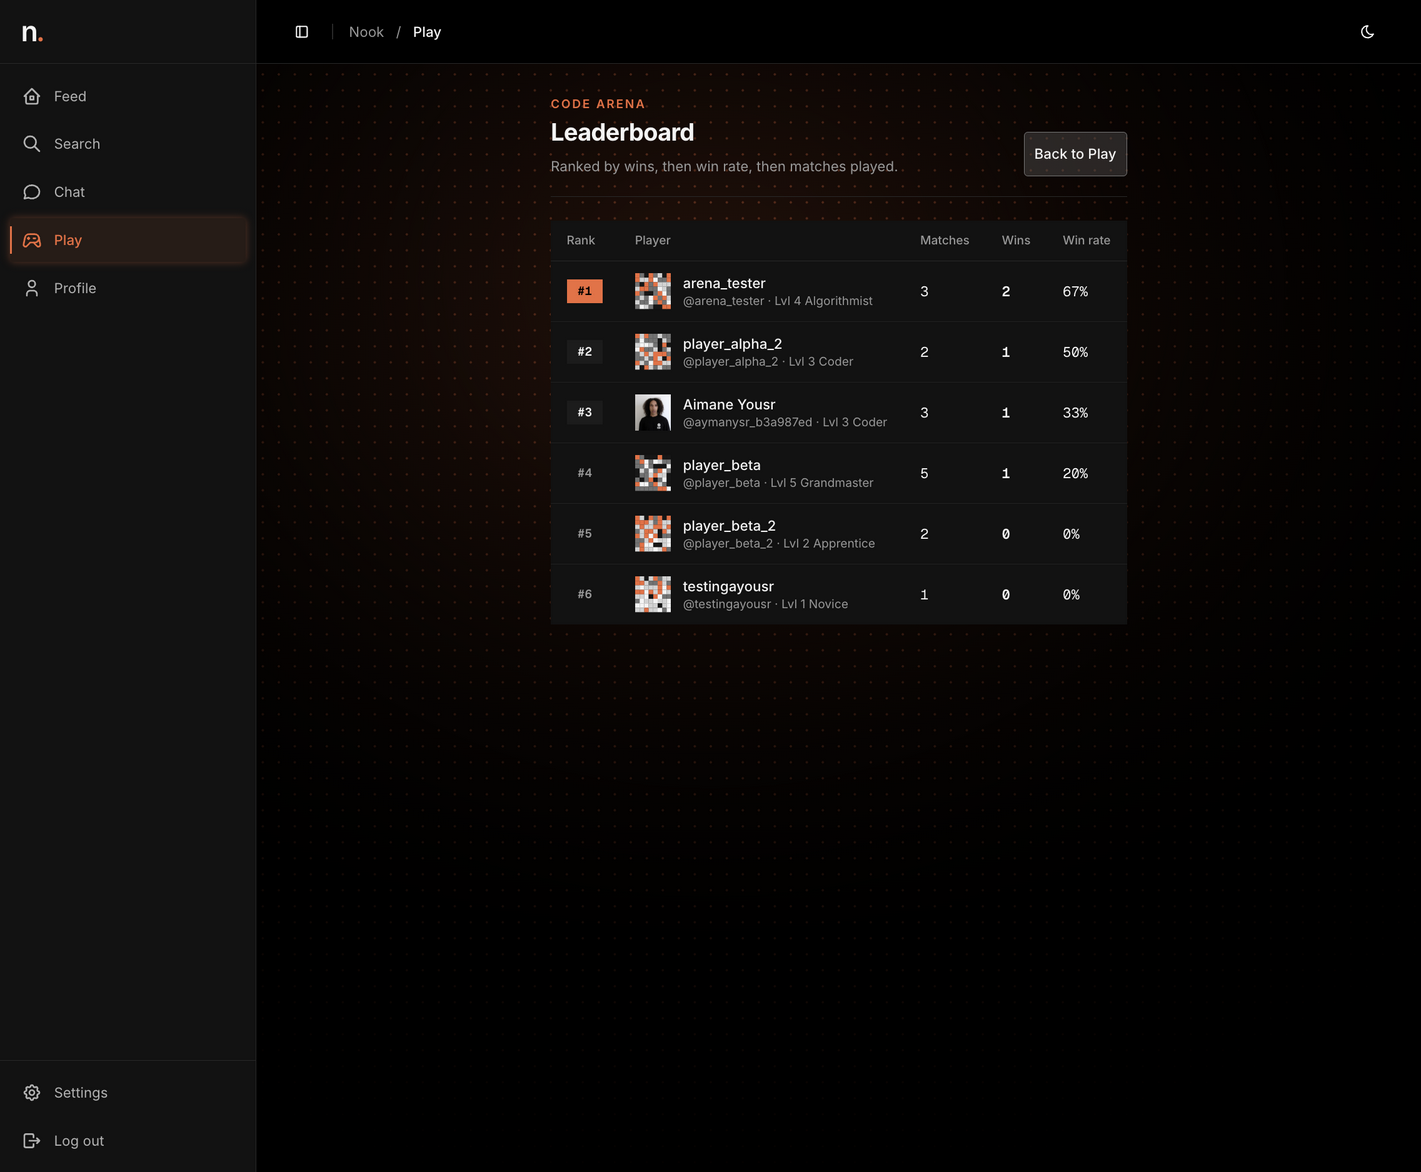 n.
Nook / Play
Feed
Search
Chat
Play
Profile
Settings
Log out
CODE ARENA
Leaderboard
Ranked by wins, then win rate, then matches played.
Back to Play
Rank Player Matches Wins Win rate
#1 arena_tester 3 2 67%
@arena_tester · Lvl 4 Algorithmist
#2 player_alpha_2 2 1 50%
@player_alpha_2 · Lvl 3 Coder
#3 Aimane Yousr 3 1 33%
@aymanysr_b3a987ed · Lvl 3 Coder
#4 player_beta 5 1 20%
@player_beta · Lvl 5 Grandmaster
#5 player_beta_2 2 0 0%
@player_beta_2 · Lvl 2 Apprentice
#6 testingayousr 1 0 0%
@testingayousr · Lvl 1 Novice